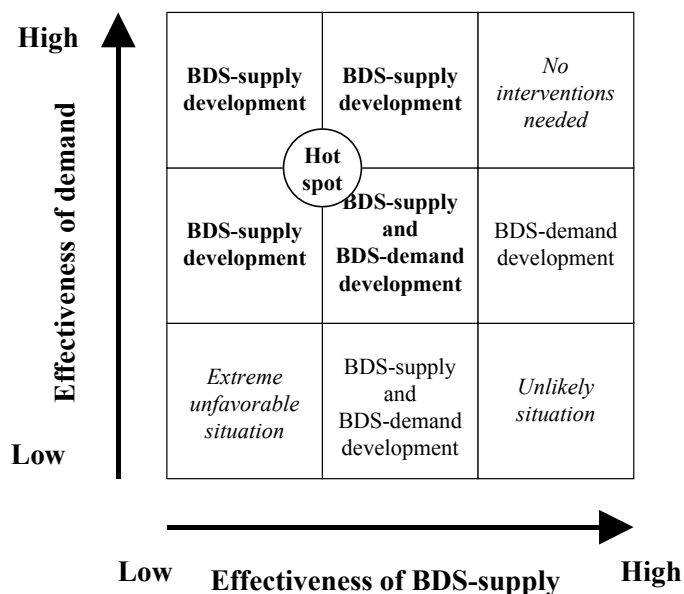 High
Effectiveness of demand
Low
BDS-supply
development
BDS-supply
development
No
interventions
needed
Hot
spot
BDS-supply
development
BDS-supply
and
BDS-demand
development
BDS-demand
development
Extreme
unfavorable
situation
BDS-supply
and
BDS-demand
development
Unlikely
situation
Low
Effectiveness of BDS-supply
High